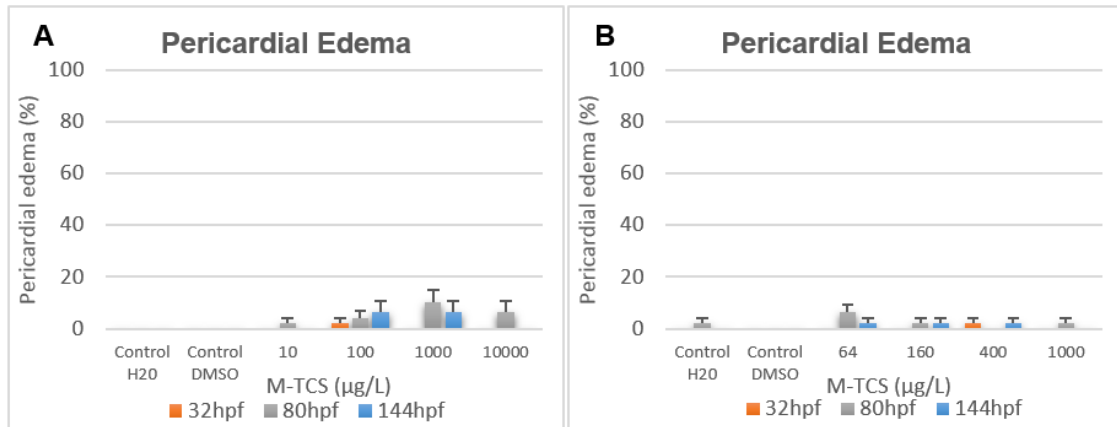 A
Pericardial Edema
Pericardial edema (%)
100
80
60
40
20
0
Control
H20
Control
DMSO
10
100
1000
10000
M-TCS (µg/L)
32hpf
80hpf
144hpf
B
Pericardial Edema
Pericardial edema (%)
100
80
60
40
20
0
Control
H20
Control
DMSO
64
160
400
1000
M-TCS (µg/L)
32hpf
80hpf
144hpf